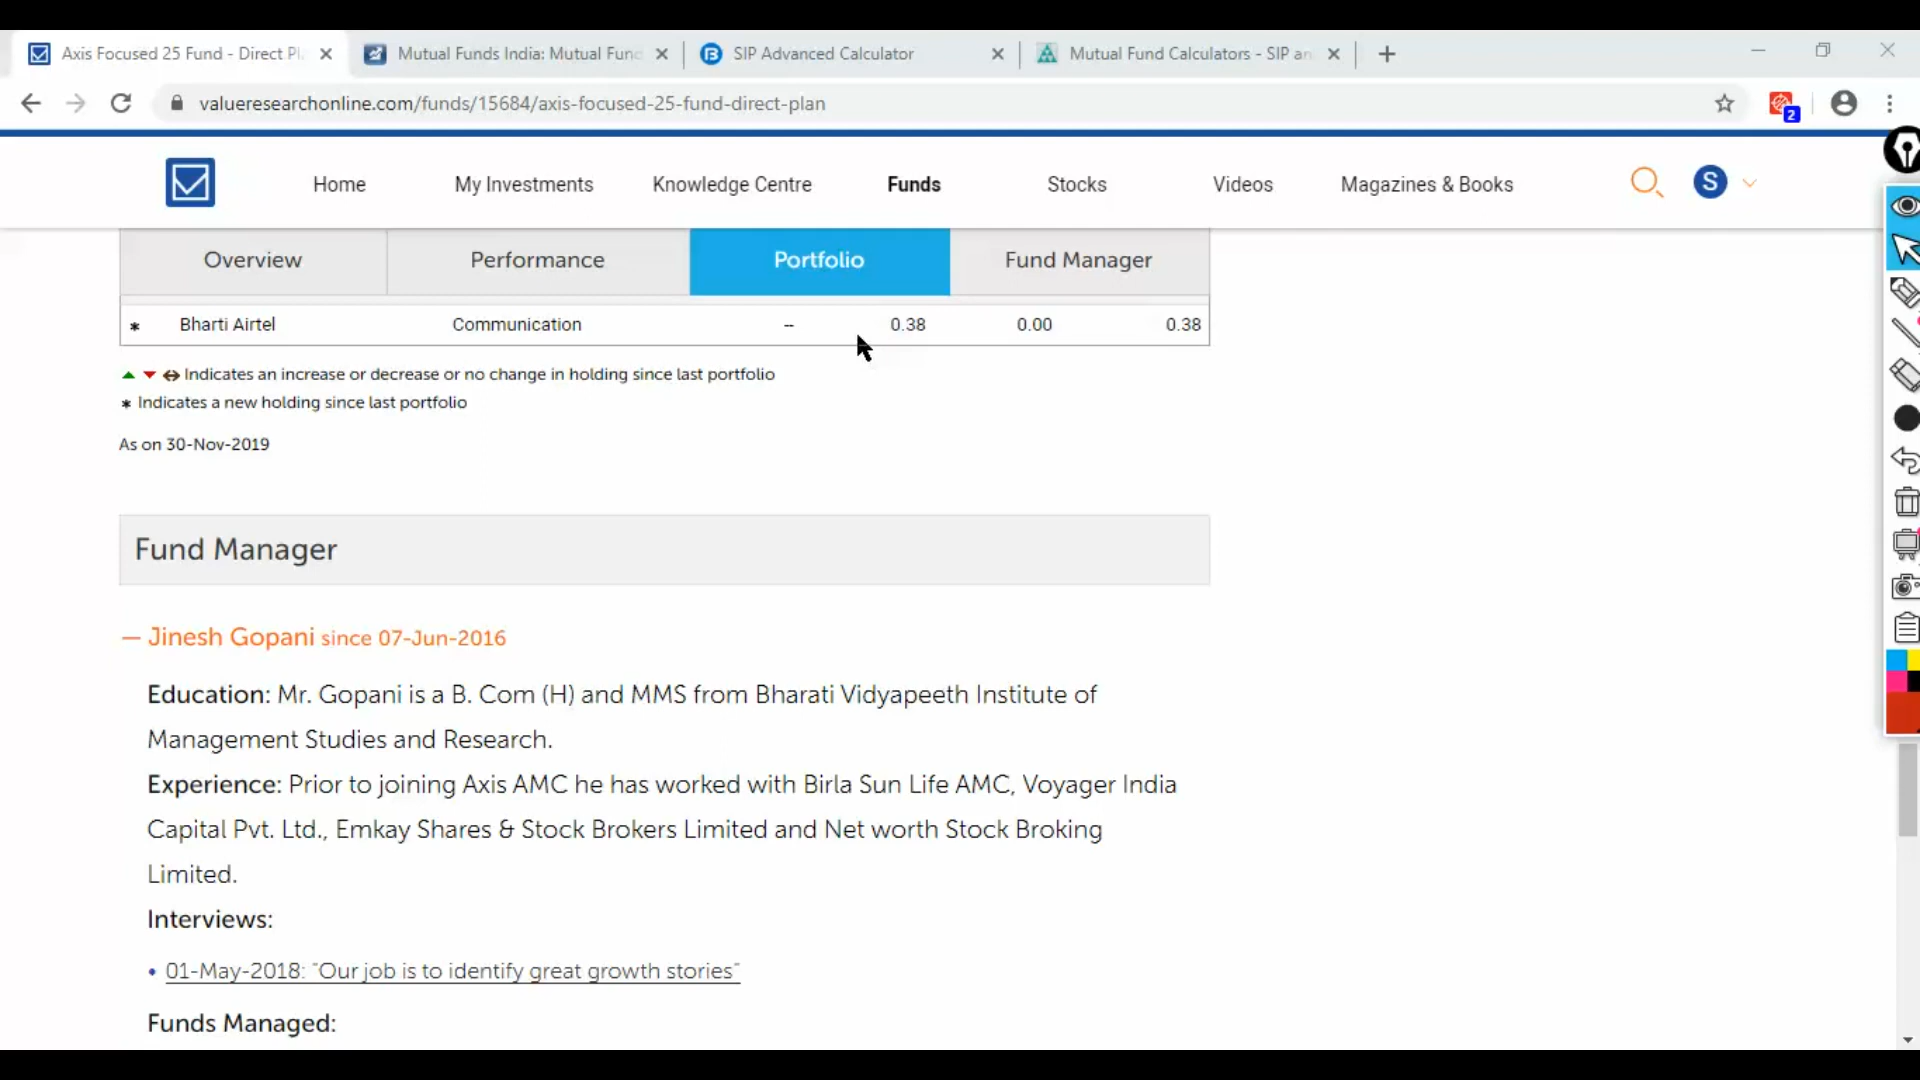 Axis Focused 25 Fund - Direct Pl
Mutual Funds India: Mutual Func
SIP Advanced Calculator
Mutual Fund Calculators - SIP an
valueresearchonline.com/funds/15684/axis-focused-25-fund-direct-plan
2
Home
My Investments
Knowledge Centre
Funds
Stocks
Videos
Magazines & Books
S
Overview
Performance
Portfolio
Fund Manager
* Bharti Airtel Communication -- 0.38 0.00 0.38
Indicates an increase or decrease or no change in holding since last portfolio
* Indicates a new holding since last portfolio
As on 30-Nov-2019
Fund Manager
— Jinesh Gopani since 07-Jun-2016
Education: Mr. Gopani is a B. Com (H) and MMS from Bharati Vidyapeeth Institute of
Management Studies and Research.
Experience: Prior to joining Axis AMC he has worked with Birla Sun Life AMC, Voyager India
Capital Pvt. Ltd., Emkay Shares & Stock Brokers Limited and Net worth Stock Broking
Limited.
Interviews:
• 01-May-2018: “Our job is to identify great growth stories”
Funds Managed: